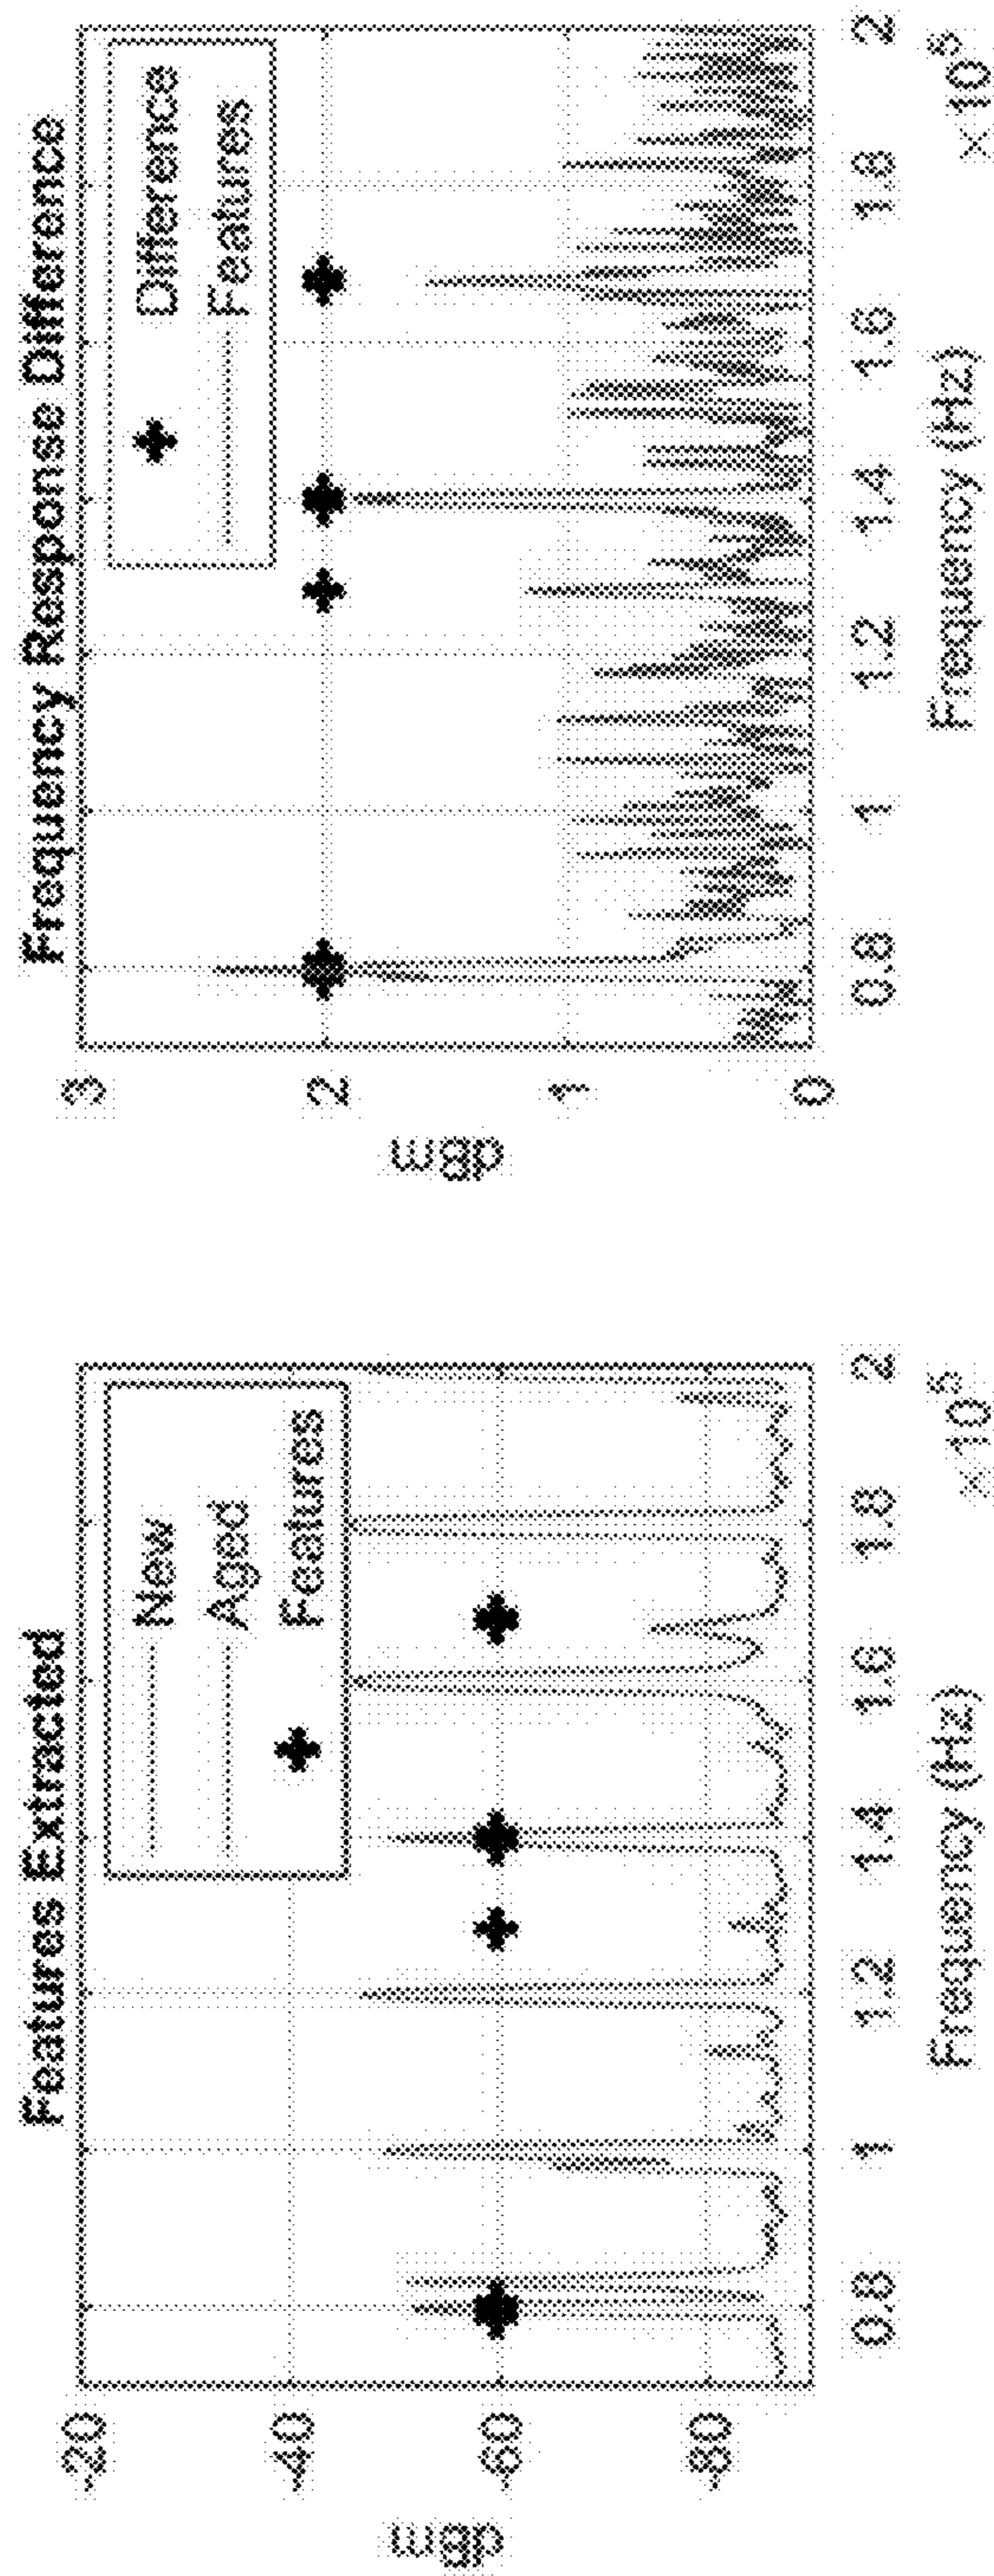 Features Extracted
New
Aged
Features
dBm
-20
-40
-60
-80
0.8 1 1.2 1.4 1.6 1.8 2
×10⁵
Frequency (Hz)
Frequency Response Difference
Difference
Features
dBm
3
2
1
0
0.8 1 1.2 1.4 1.6 1.8 2
×10⁵
Frequency (Hz)